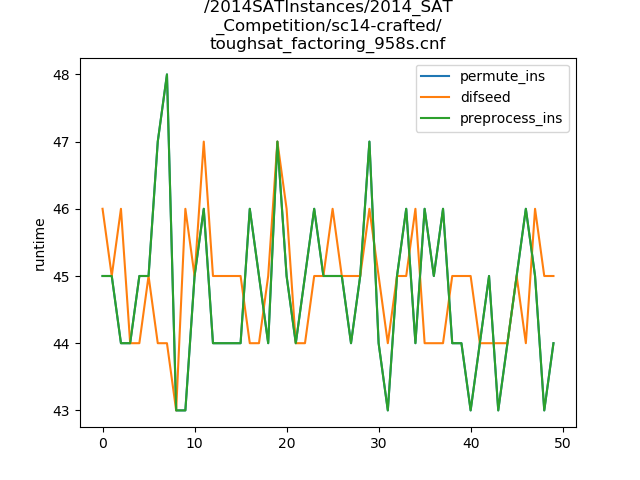 /2014SATInstances/2014_SAT
_Competition/sc14-crafted/
toughsat_factoring_958s.cnf
48
47
46
45
44
43
runtime
permute_ins
difseed
preprocess_ins
0
10
20
30
40
50